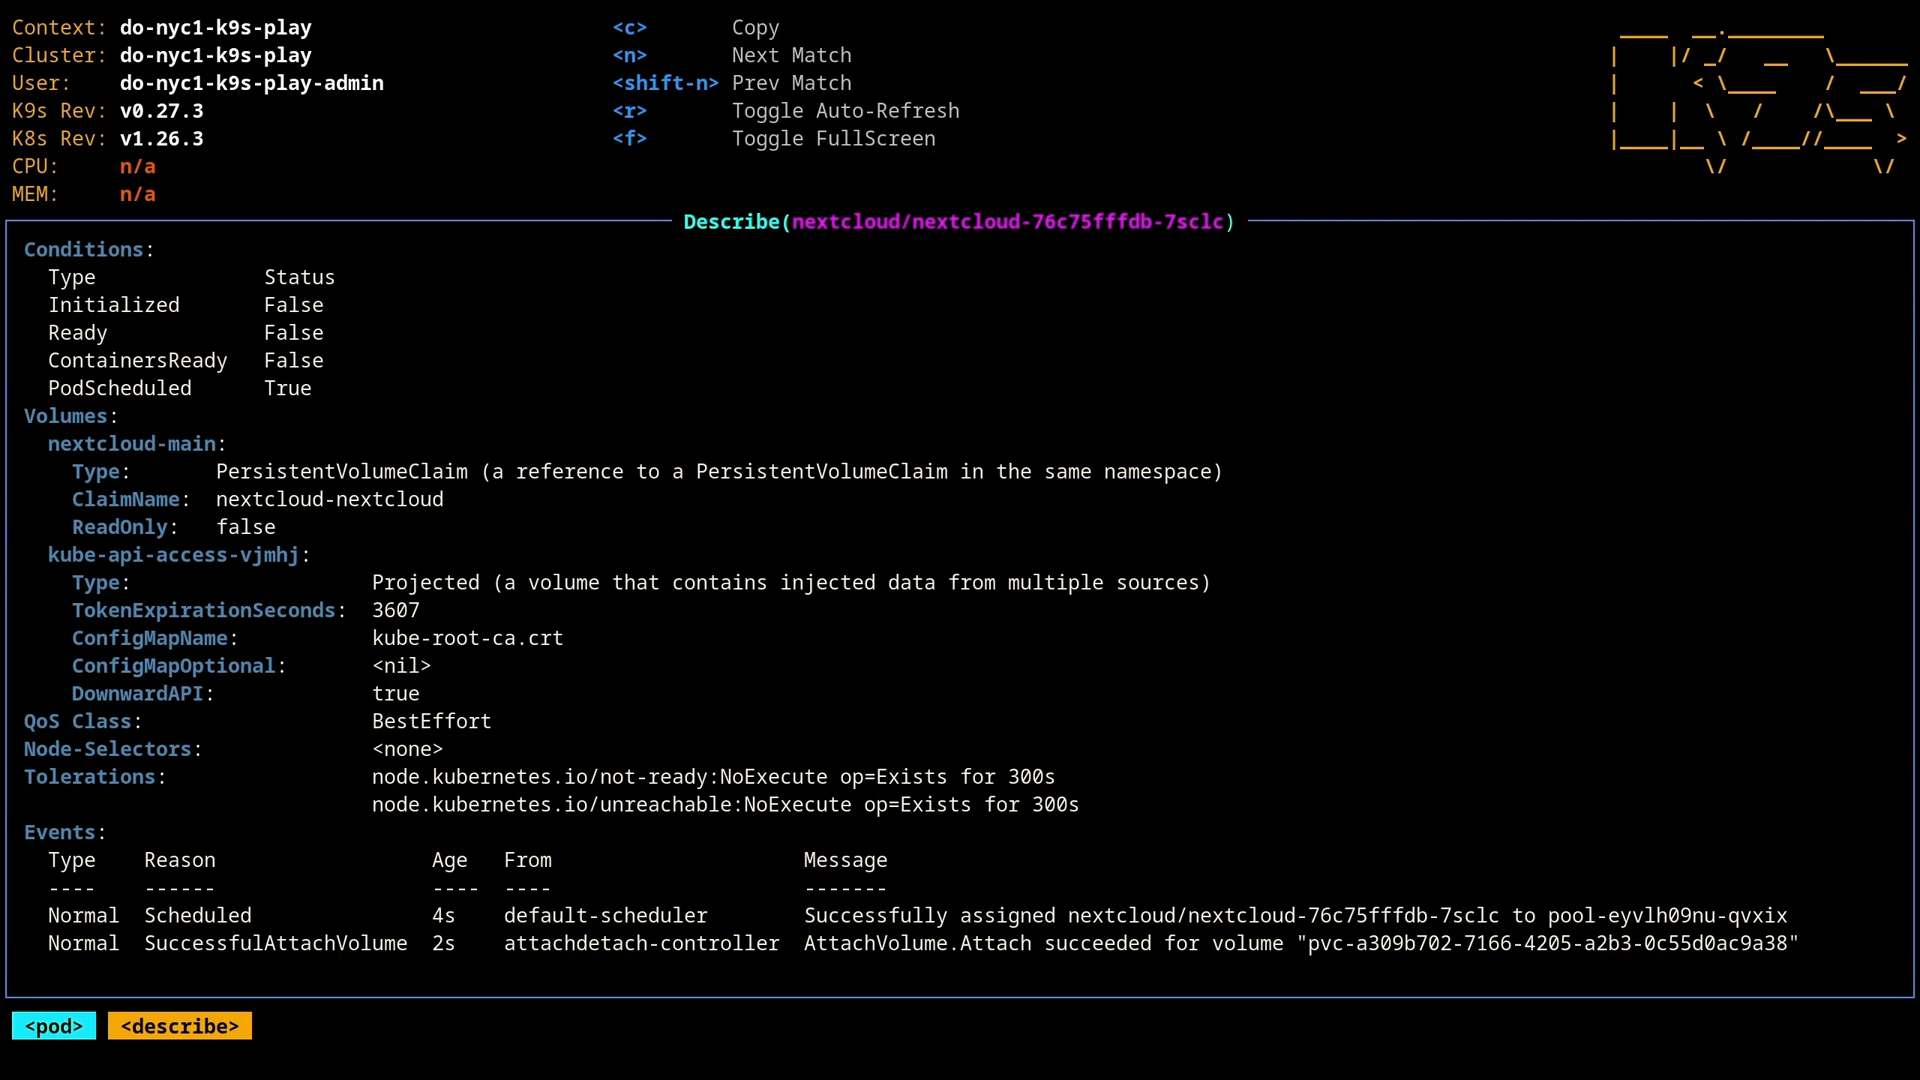 Context: do-nyc1-k9s-play <c> Copy
Cluster: do-nyc1-k9s-play <n> Next Match
User: do-nyc1-k9s-play-admin <shift-n> Prev Match
K9s Rev: v0.27.3 <r> Toggle Auto-Refresh
K8s Rev: v1.26.3 <f> Toggle FullScreen
CPU: n/a
MEM: n/a
K9s
Describe(nextcloud/nextcloud-76c75fffdb-7sclc)
Conditions:
Type Status
Initialized False
Ready False
ContainersReady False
PodScheduled True
Volumes:
nextcloud-main:
Type: PersistentVolumeClaim (a reference to a PersistentVolumeClaim in the same namespace)
ClaimName: nextcloud-nextcloud
ReadOnly: false
kube-api-access-vjmhj:
Type: Projected (a volume that contains injected data from multiple sources)
TokenExpirationSeconds: 3607
ConfigMapName: kube-root-ca.crt
ConfigMapOptional: <nil>
DownwardAPI: true
QoS Class: BestEffort
Node-Selectors: <none>
Tolerations: node.kubernetes.io/not-ready:NoExecute op=Exists for 300s
node.kubernetes.io/unreachable:NoExecute op=Exists for 300s
Events:
Type Reason Age From Message
---- ------ ---- ---- -------
Normal Scheduled 4s default-scheduler Successfully assigned nextcloud/nextcloud-76c75fffdb-7sclc to pool-eyvlh09nu-qvxix
Normal SuccessfulAttachVolume 2s attachdetach-controller AttachVolume.Attach succeeded for volume "pvc-a309b702-7166-4205-a2b3-0c55d0ac9a38"
<pod> <describe>